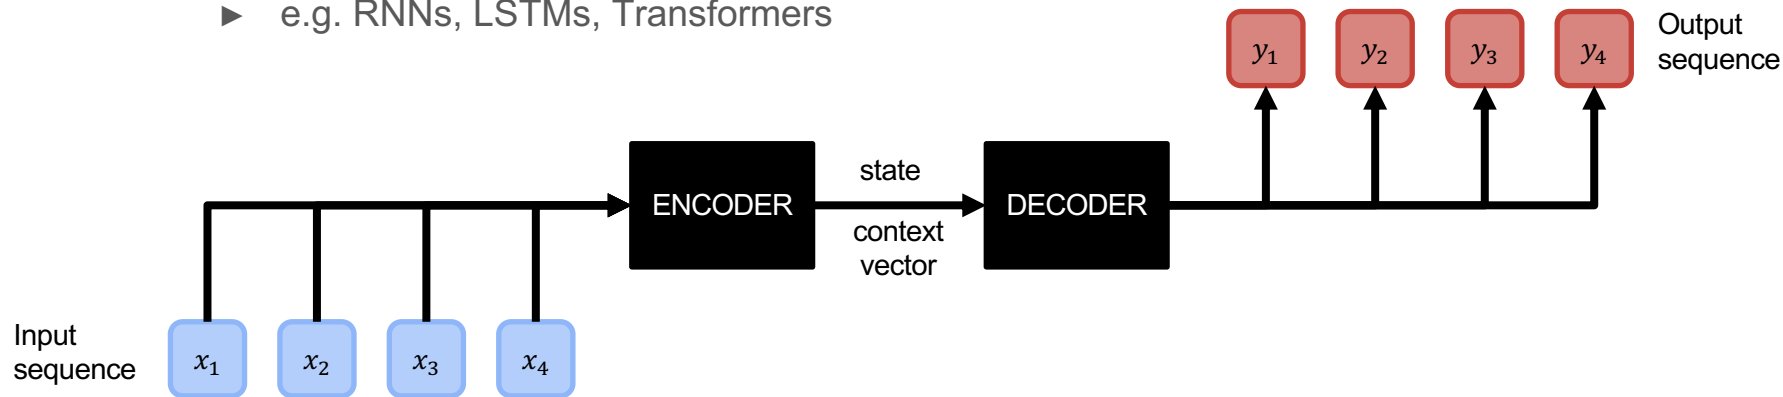 ► e.g. RNNs, LSTMs, Transformers
y₁ y₂ y₃ y₄
Output
sequence
ENCODER
state
context
vector
DECODER
Input
sequence
x₁ x₂ x₃ x₄